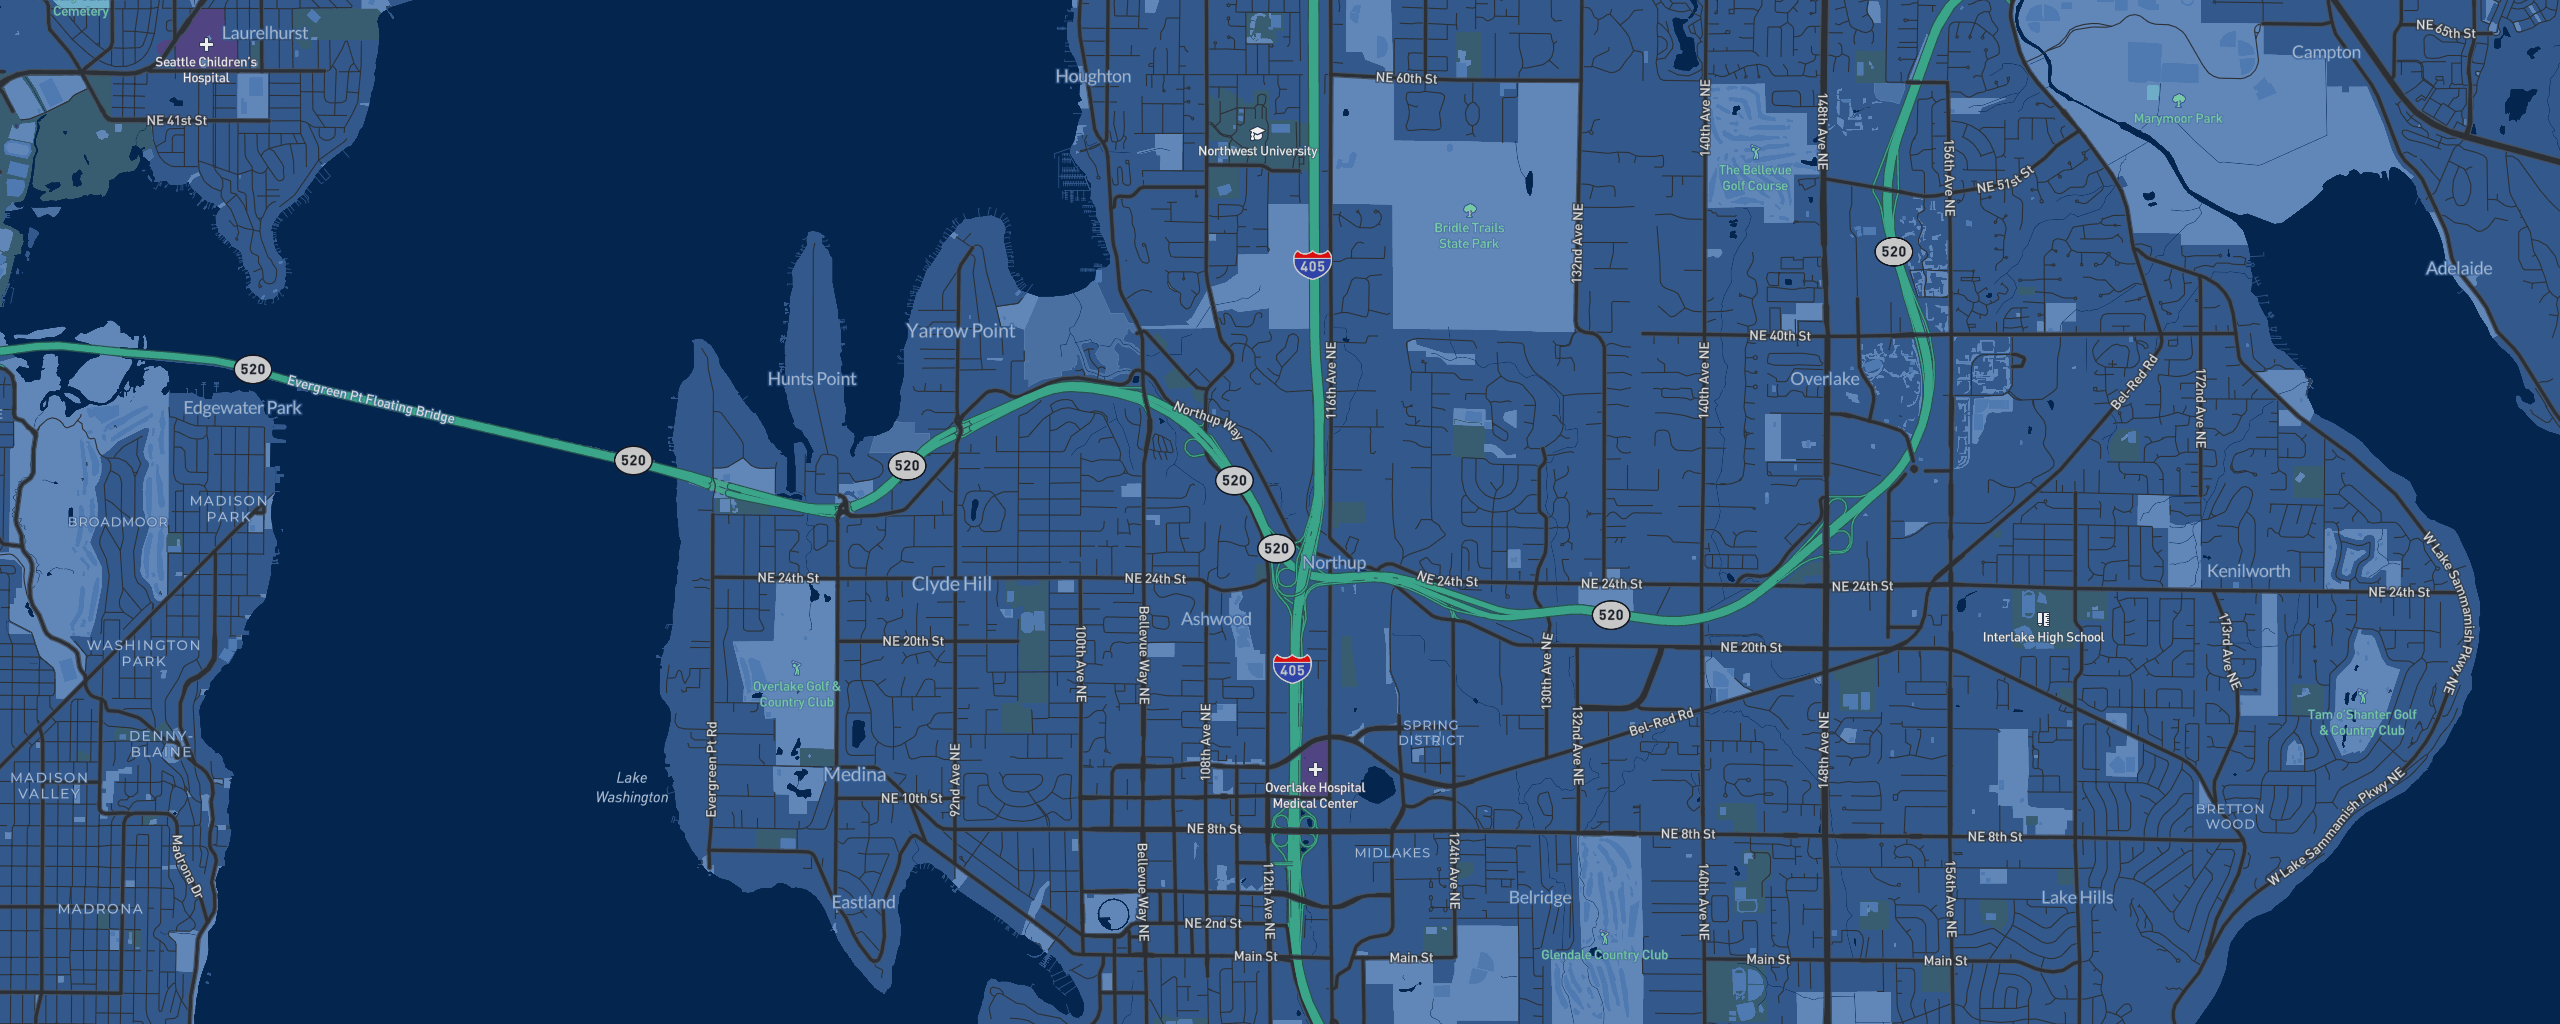 Cemetery
Laurelhurst
Seattle Children's
Hospital
NE 41st St
Houghton
NE 60th St
Northwest University
140th Ave NE
148th Ave NE
The Bellevue
Golf Course
156th Ave NE
NE 51st St
Marymoor Park
Campton
NE 65th St
Adelaide
Bridle Trails
State Park
132nd Ave NE
405
520
Yarrow Point
Hunts Point
520
Evergreen Pt Floating Bridge
Edgewater Park
520
520
Northup Way
520
116th Ave NE
140th Ave NE
NE 40th St
Overlake
Bel-Red Rd
172nd Ave NE
MADISON
PARK
BROADMOOR
520
Northup
NE 24th St
Clyde Hill
NE 24th St
NE 24th St
NE 24th St
NE 24th St
NE 24th St
Kenilworth
W Lake Sammamish Pkwy NE
520
Ashwood
Bellevue Way NE
100th Ave NE
NE 20th St
WASHINGTON
PARK
130th Ave NE
NE 20th St
Interlake High School
173rd Ave NE
405
Overlake Golf &
Country Club
Tam o Shanter Golf
& Country Club
DENNY-
BLAINE
Evergreen Pt Rd
92nd Ave NE
108th Ave NE
SPRING
DISTRICT
132nd Ave NE
Bel-Red Rd
148th Ave NE
MADISON
VALLEY
Lake
Washington
Medina
NE 10th St
Overlake Hospital
Medical Center
BRETTON
WOOD
W Lake Sammamish Pkwy NE
NE 8th St
NE 8th St
NE 8th St
MIDLAKES
Madrona Dr
MADRONA
Eastland
Bellevue Way NE
112th Ave NE
124th Ave NE
Belridge
140th Ave NE
156th Ave NE
Lake Hills
NE 2nd St
Main St
Main St
Glendale Country Club
Main St
Main St